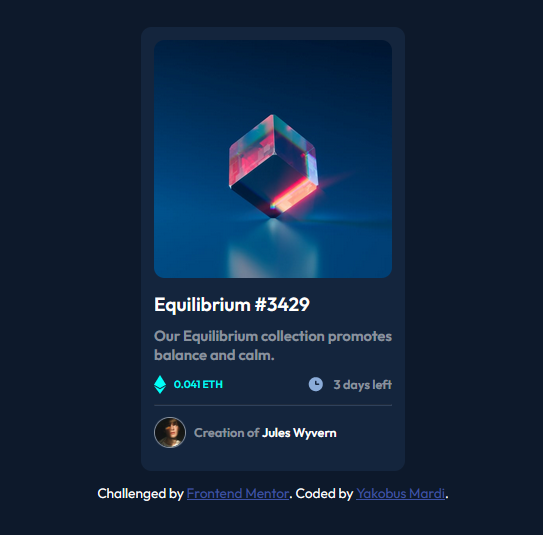 Equilibrium #3429
Our Equilibrium collection promotes
balance and calm.
0.041 ETH 3 days left
Creation of Jules Wyvern
Challenged by Frontend Mentor. Coded by Yakobus Mardi.